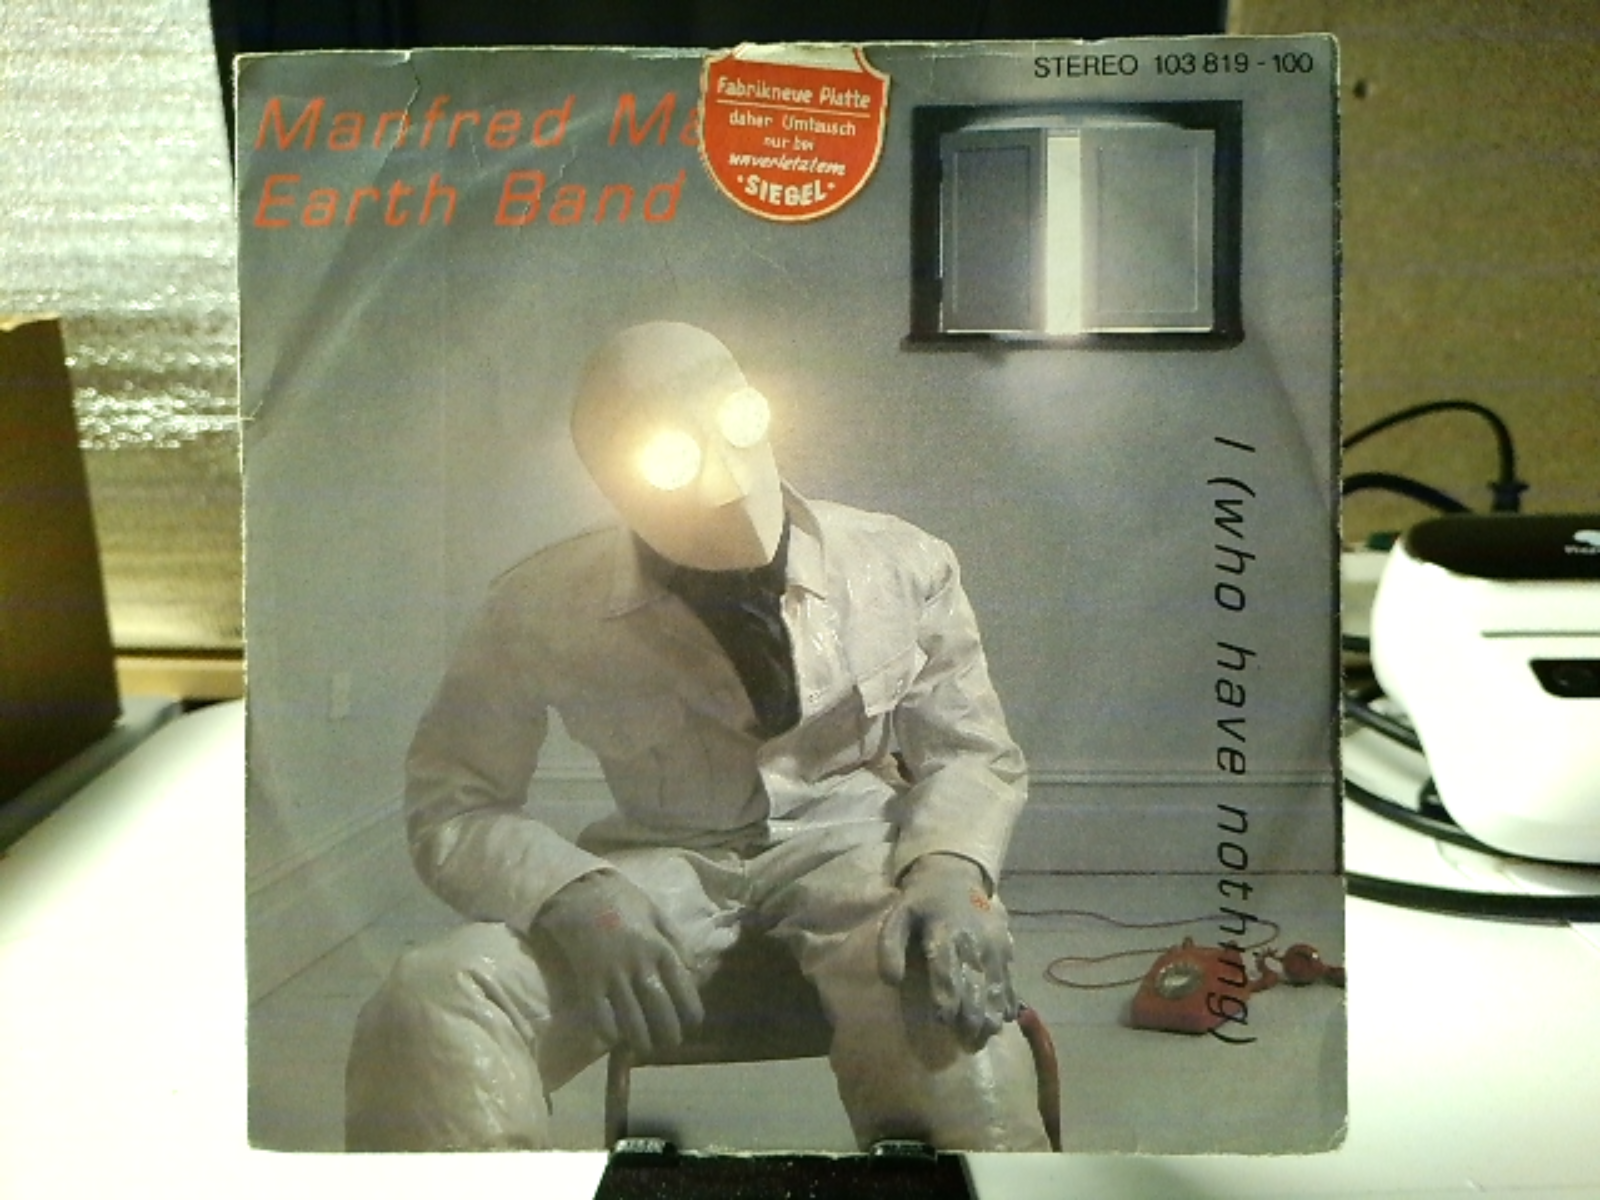 STEREO 103 819 - 100
Manfred Ma
Earth Band
Fabrikneue Platte
daher Umtausch
nur bei
unverletztem
· SIEGEL ·
I (who have nothing)